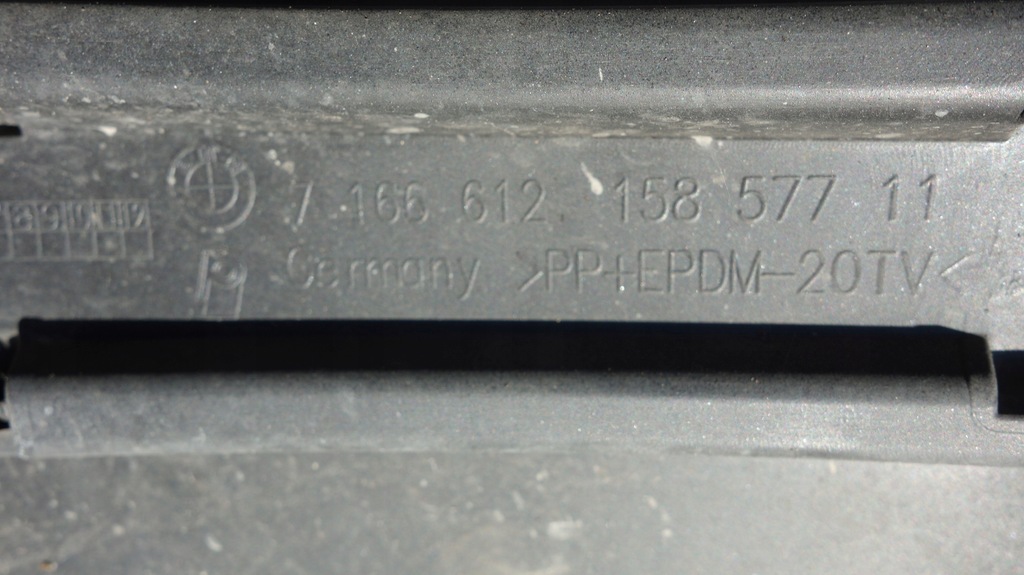 7 166 612. 158 577 11
Germany >PP+EPDM-20TV<